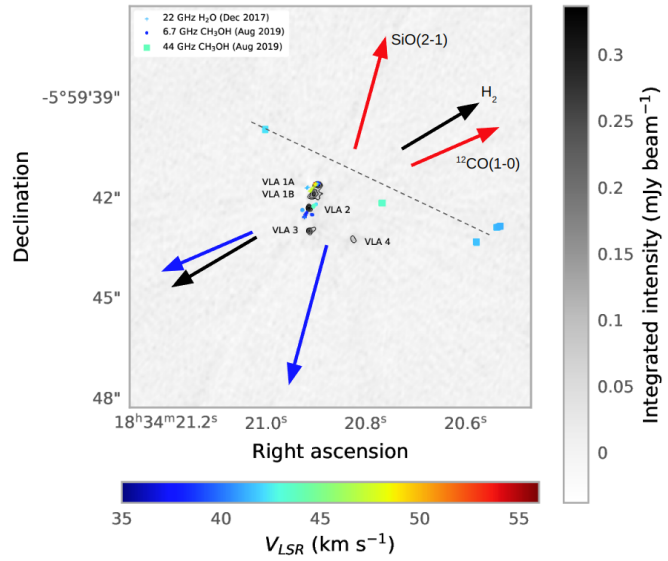 22 GHz H₂O (Dec 2017)
6.7 GHz CH₃OH (Aug 2019)
44 GHz CH₃OH (Aug 2019)
SiO(2-1)
H₂
¹²CO(1-0)
VLA 1A
VLA 1B
VLA 2
VLA 3
VLA 4
-5°59'39"
42"
45"
48"
Declination
18ʰ34ᵐ21.2ˢ
21.0ˢ
20.8ˢ
20.6ˢ
Right ascension
0.3
0.25
0.2
0.15
0.1
0.05
0
Integrated intensity (mJy beam⁻¹)
35
40
45
50
55
V_LSR (km s⁻¹)